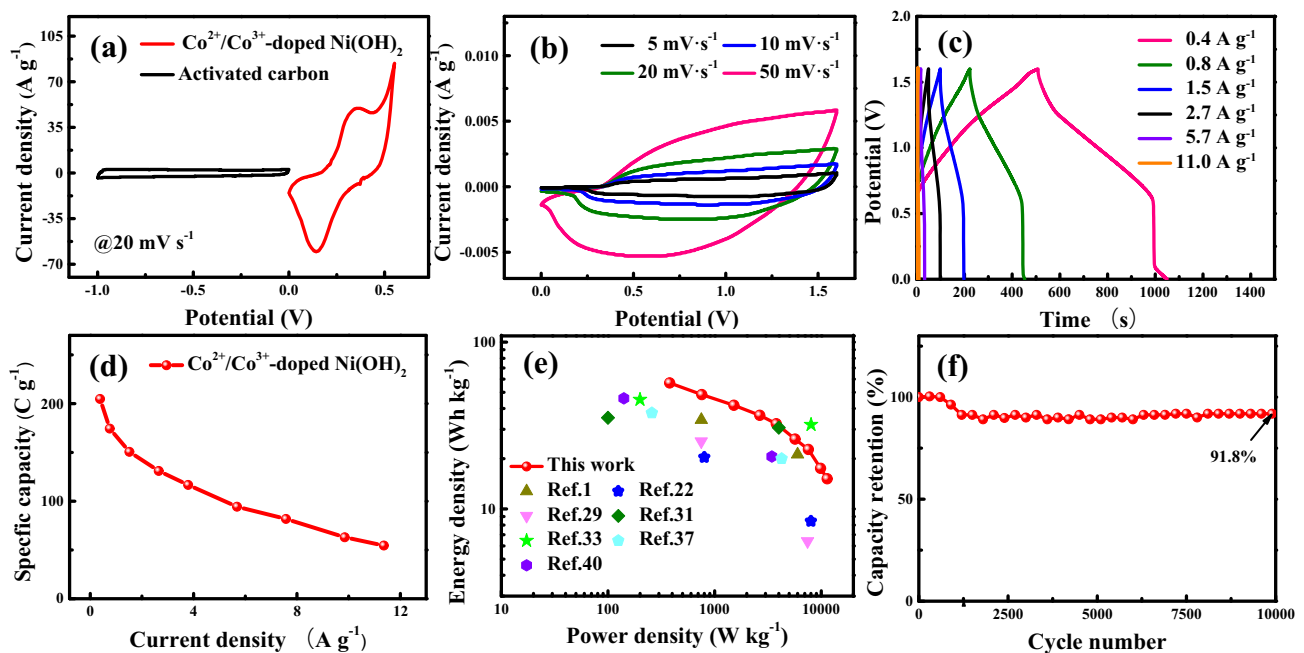 (a)
Co²⁺/Co³⁺-doped Ni(OH)₂
Activated carbon
@20 mV s⁻¹
Current density (A g⁻¹)
105
70
35
0
-35
-70
-1.0
-0.5
0.0
0.5
Potential (V)
(b)
5 mV·s⁻¹
10 mV·s⁻¹
20 mV·s⁻¹
50 mV·s⁻¹
Current density (A g⁻¹)
0.010
0.005
0.000
-0.005
0.0
0.5
1.0
1.5
Potential (V)
(c)
0.4 A g⁻¹
0.8 A g⁻¹
1.5 A g⁻¹
2.7 A g⁻¹
5.7 A g⁻¹
11.0 A g⁻¹
Potential (V)
2.0
1.5
1.0
0.5
0.0
0
200
400
600
800
1000
1200
1400
Time (s)
(d)
Co²⁺/Co³⁺-doped Ni(OH)₂
Specfic capacity (C g⁻¹)
200
100
0
0
4
8
12
Current density (A g⁻¹)
(e)
This work
Ref.1
Ref.22
Ref.29
Ref.31
Ref.33
Ref.37
Ref.40
Energy density (Wh kg⁻¹)
10
10
100
1000
10000
Power density (W kg⁻¹)
(f)
91.8%
Capacity retention (%)
100
50
0
0
2500
5000
7500
10000
Cycle number